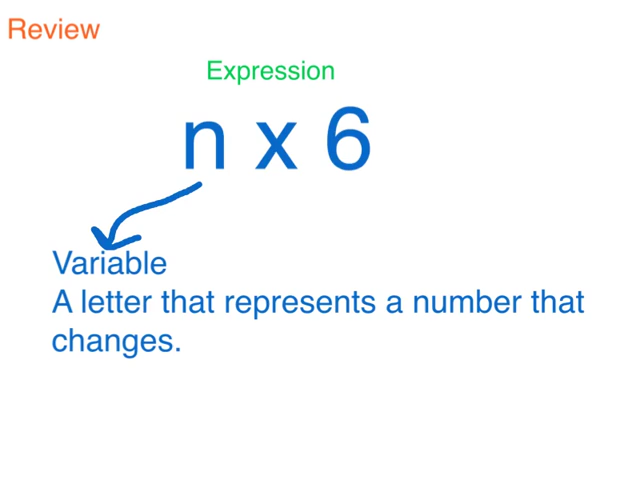 Review
Expression
n x 6
Variable
A letter that represents a number that
changes.